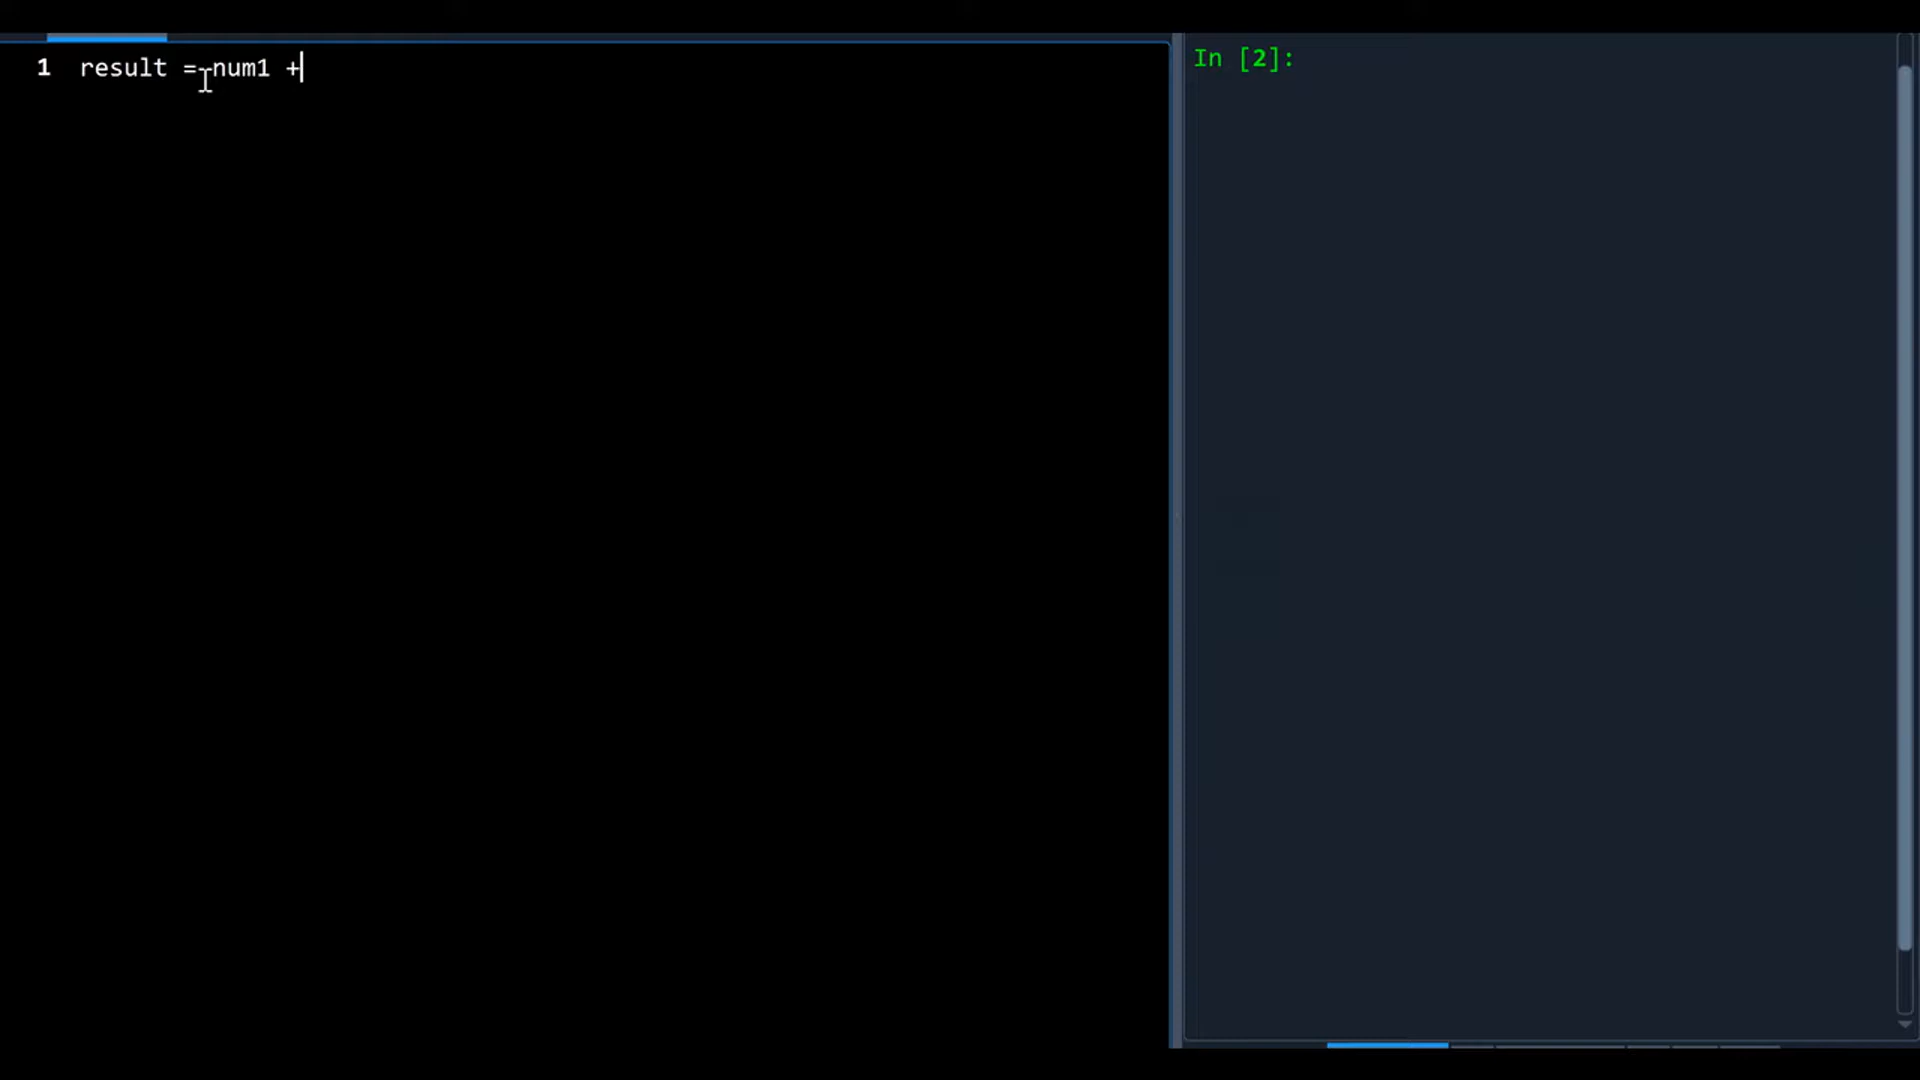 1 result = num1 +
In [2]: